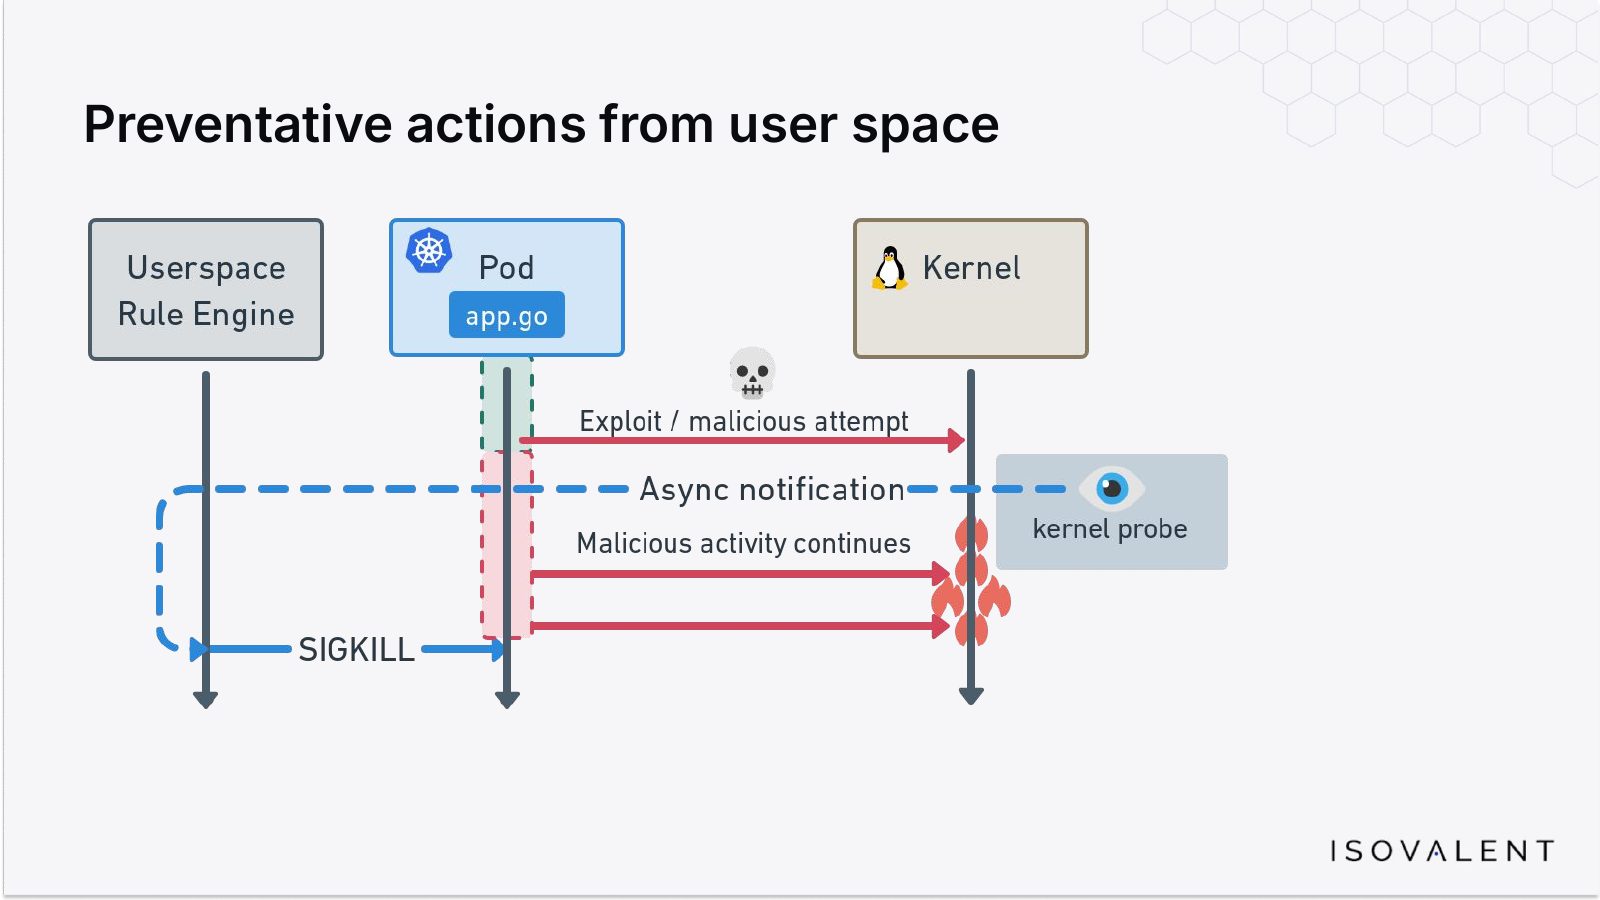 Preventative actions from user space
Userspace
Rule Engine
Pod
app.go
Kernel
Exploit / malicious attempt
Async notification
kernel probe
Malicious activity continues
SIGKILL
ISOVALENT